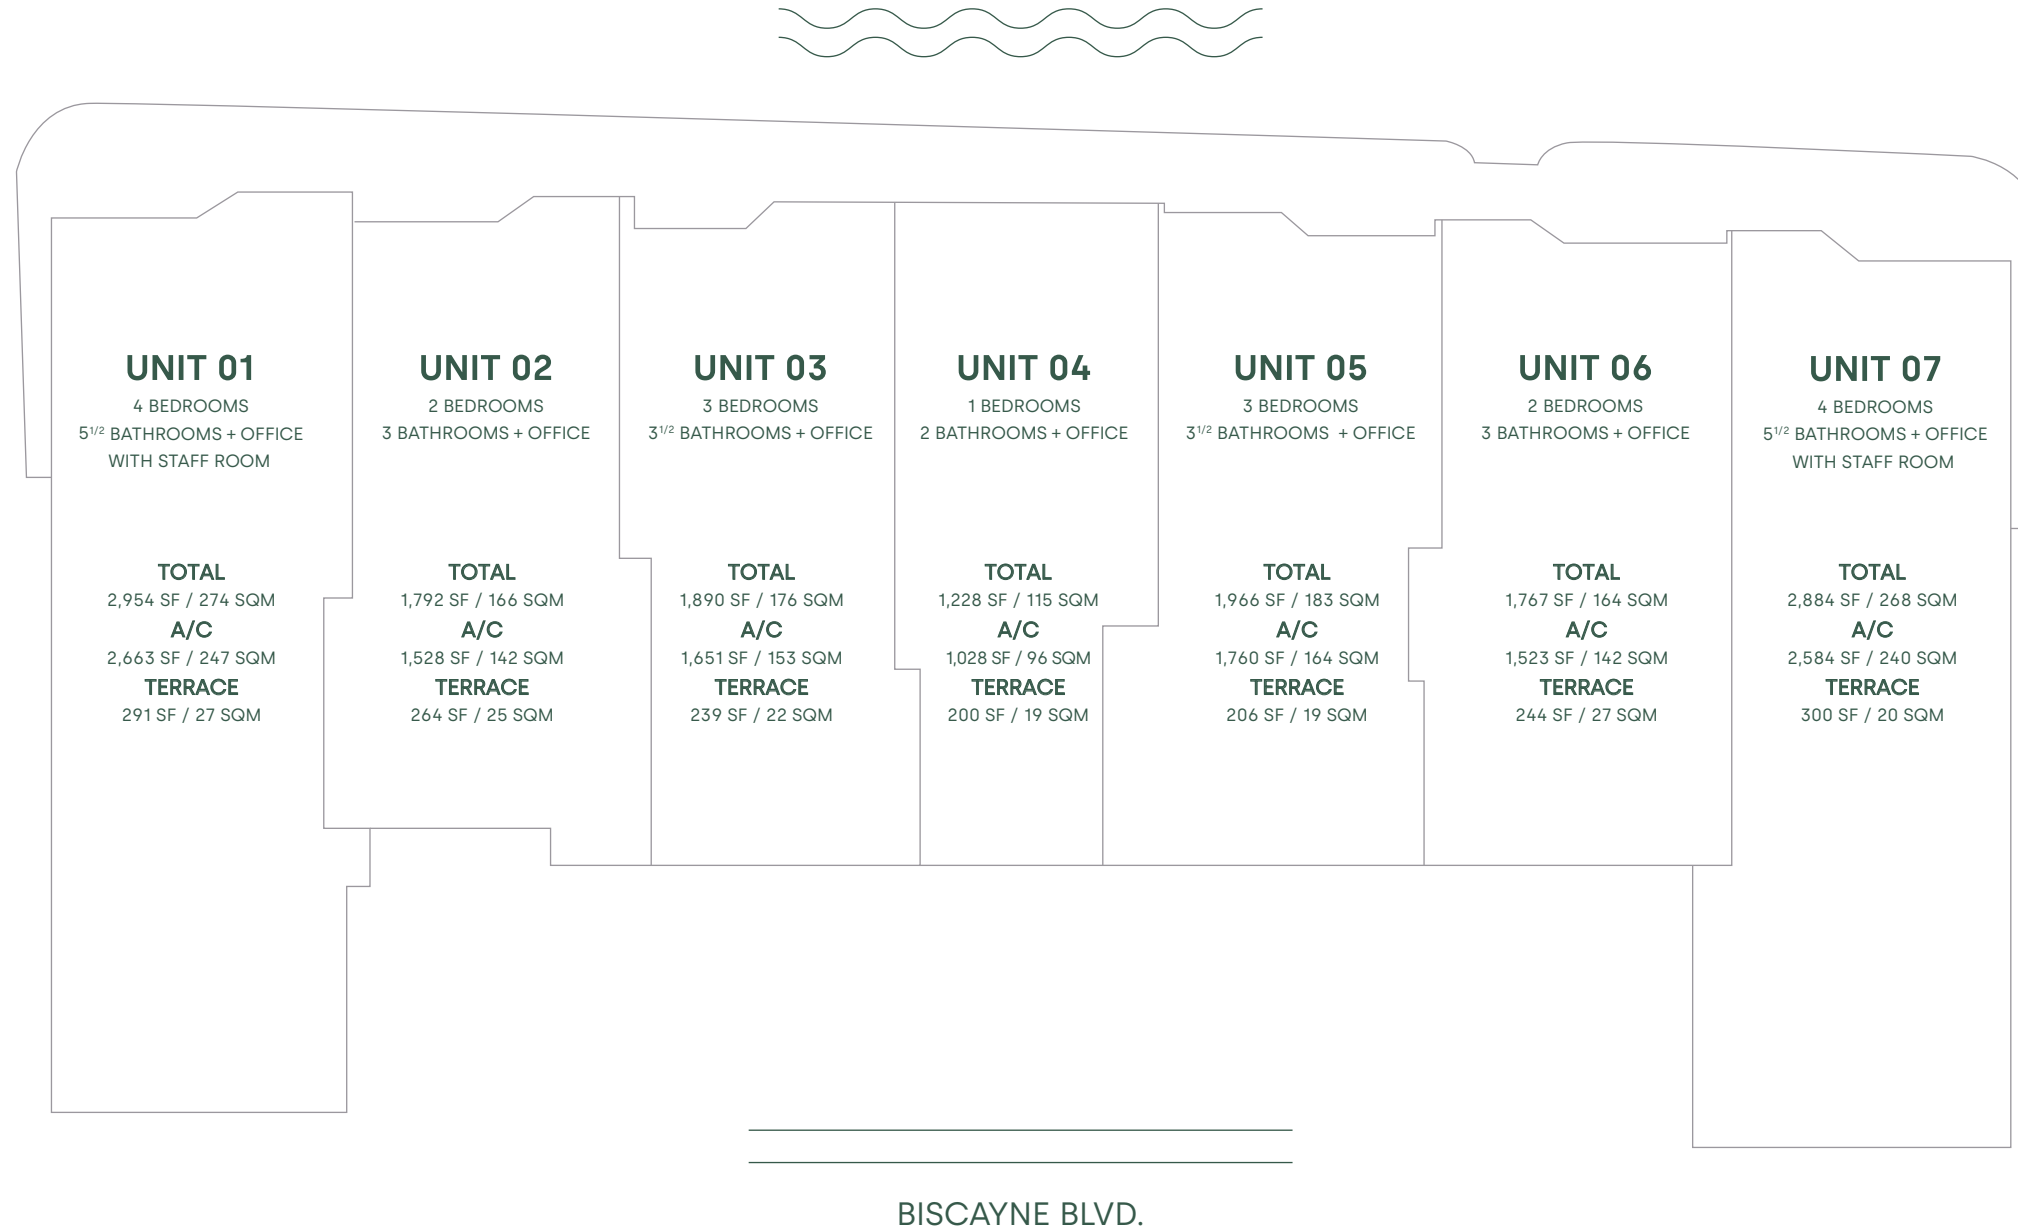 UNIT 01
4 BEDROOMS
5 1/2 BATHROOMS + OFFICE
WITH STAFF ROOM
TOTAL
2,954 SF / 274 SQM
A/C
2,663 SF / 247 SQM
TERRACE
291 SF / 27 SQM
UNIT 02
2 BEDROOMS
3 BATHROOMS + OFFICE
TOTAL
1,792 SF / 166 SQM
A/C
1,528 SF / 142 SQM
TERRACE
264 SF / 25 SQM
UNIT 03
3 BEDROOMS
3 1/2 BATHROOMS + OFFICE
TOTAL
1,890 SF / 176 SQM
A/C
1,651 SF / 153 SQM
TERRACE
239 SF / 22 SQM
UNIT 04
1 BEDROOMS
2 BATHROOMS + OFFICE
TOTAL
1,228 SF / 115 SQM
A/C
1,028 SF / 96 SQM
TERRACE
200 SF / 19 SQM
UNIT 05
3 BEDROOMS
3 1/2 BATHROOMS + OFFICE
TOTAL
1,966 SF / 183 SQM
A/C
1,760 SF / 164 SQM
TERRACE
206 SF / 19 SQM
UNIT 06
2 BEDROOMS
3 BATHROOMS + OFFICE
TOTAL
1,767 SF / 164 SQM
A/C
1,523 SF / 142 SQM
TERRACE
244 SF / 27 SQM
UNIT 07
4 BEDROOMS
5 1/2 BATHROOMS + OFFICE
WITH STAFF ROOM
TOTAL
2,884 SF / 268 SQM
A/C
2,584 SF / 240 SQM
TERRACE
300 SF / 20 SQM
BISCAYNE BLVD.